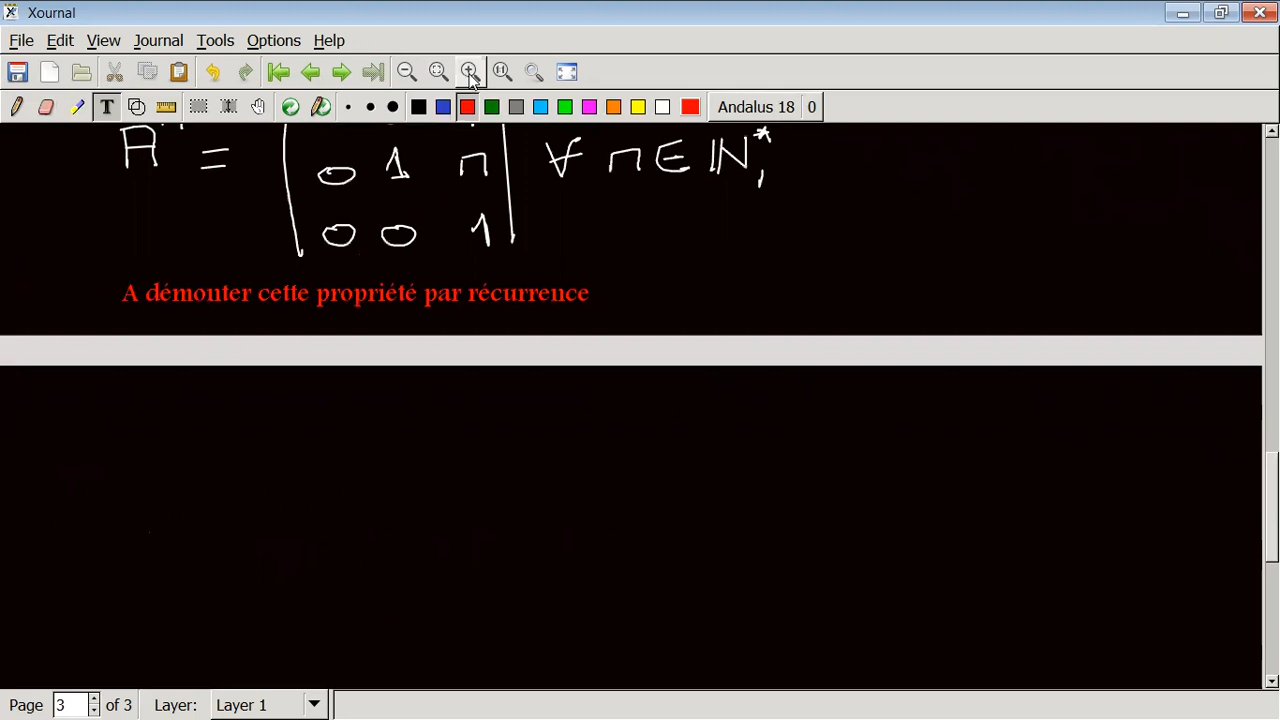 Xournal
File Edit View Journal Tools Options Help
T Andalus 18 0
A = 0 1 n ∀ n ∈ ℕ*,
0 0 1
A démonter cette propriété par récurrence
Page 3 of 3 Layer: Layer 1